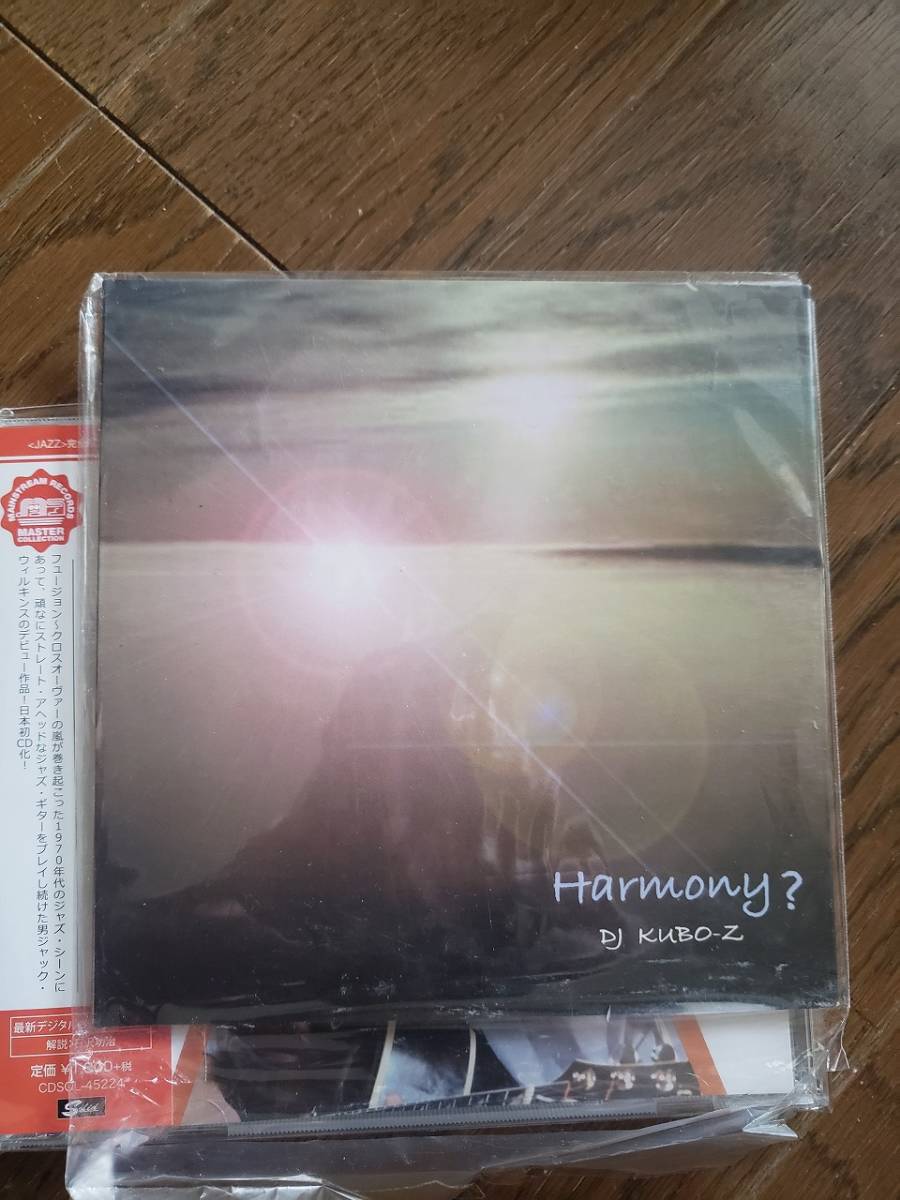 Harmony?
DJ KUBO-Z
<JAZZ>完
MAINSTREAM RECORDS
MASTER
COLLECTION
フュージョン〜クロスオーヴァーの嵐が巻き起こった1970年代のジャズ・シーンに
あって、頑なにストレート・アヘッドなジャズ・ギターをプレイし続けた男ジャック・
ウィルキンスのデビュー作品!日本初CD化!
最新デジタル
解説:
定価 ¥1,
+税
CDSOL-45224
Solid